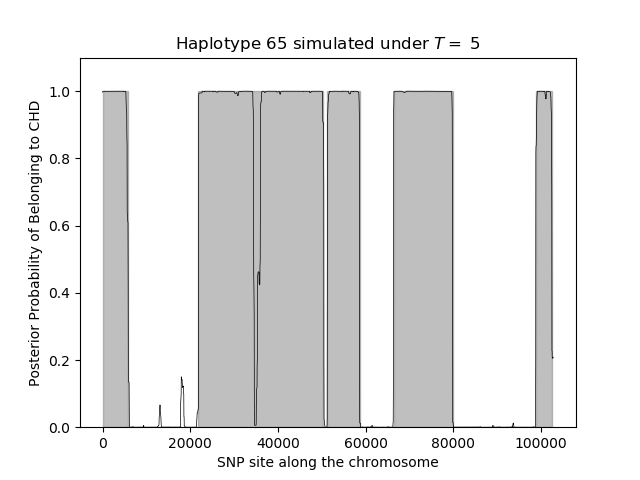 Haplotype 65 simulated under T = 5
Posterior Probability of Belonging to CHD
1.0
0.8
0.6
0.4
0.2
0.0
0 20000 40000 60000 80000 100000
SNP site along the chromosome